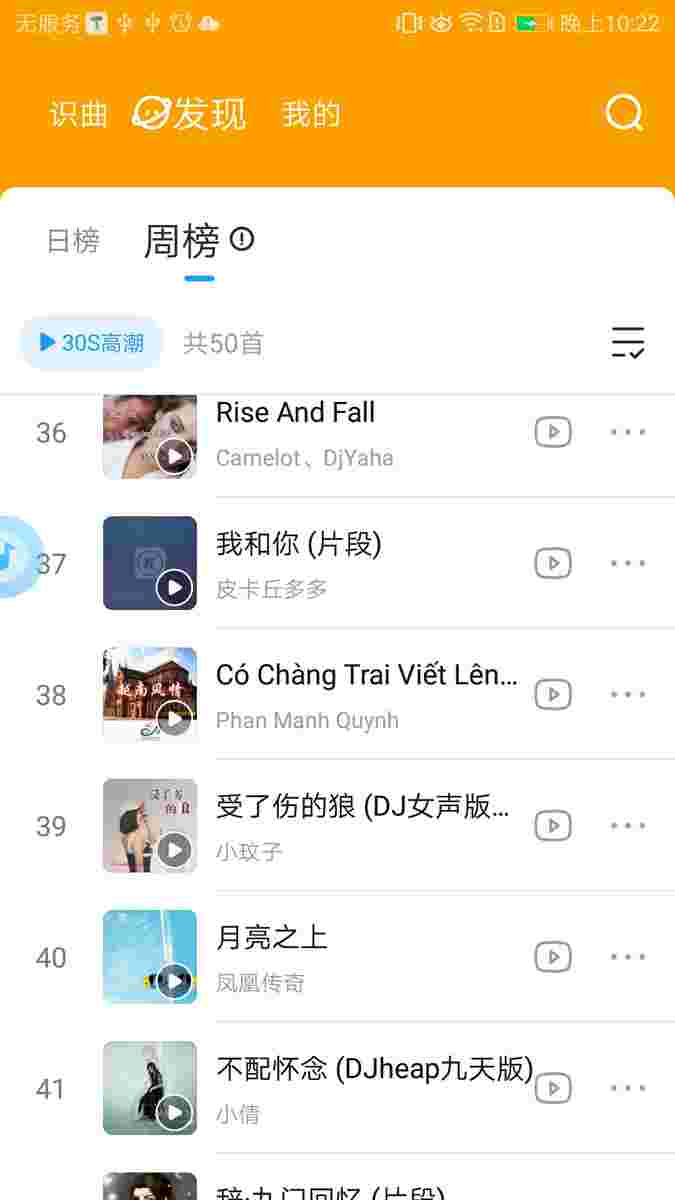 无服务
晚上10:22
识曲 发现 我的
日榜 周榜
30S高潮 共50首
36
Rise And Fall
Camelot、DjYaha
37
我和你 (片段)
皮卡丘多多
38
越南风情
Có Chàng Trai Viết Lên...
Phan Manh Quynh
39
受了伤的狼 (DJ女声版...
小玟子
40
月亮之上
凤凰传奇
41
不配怀念 (DJheap九天版)
小倩
辞·九门回忆 (片段)